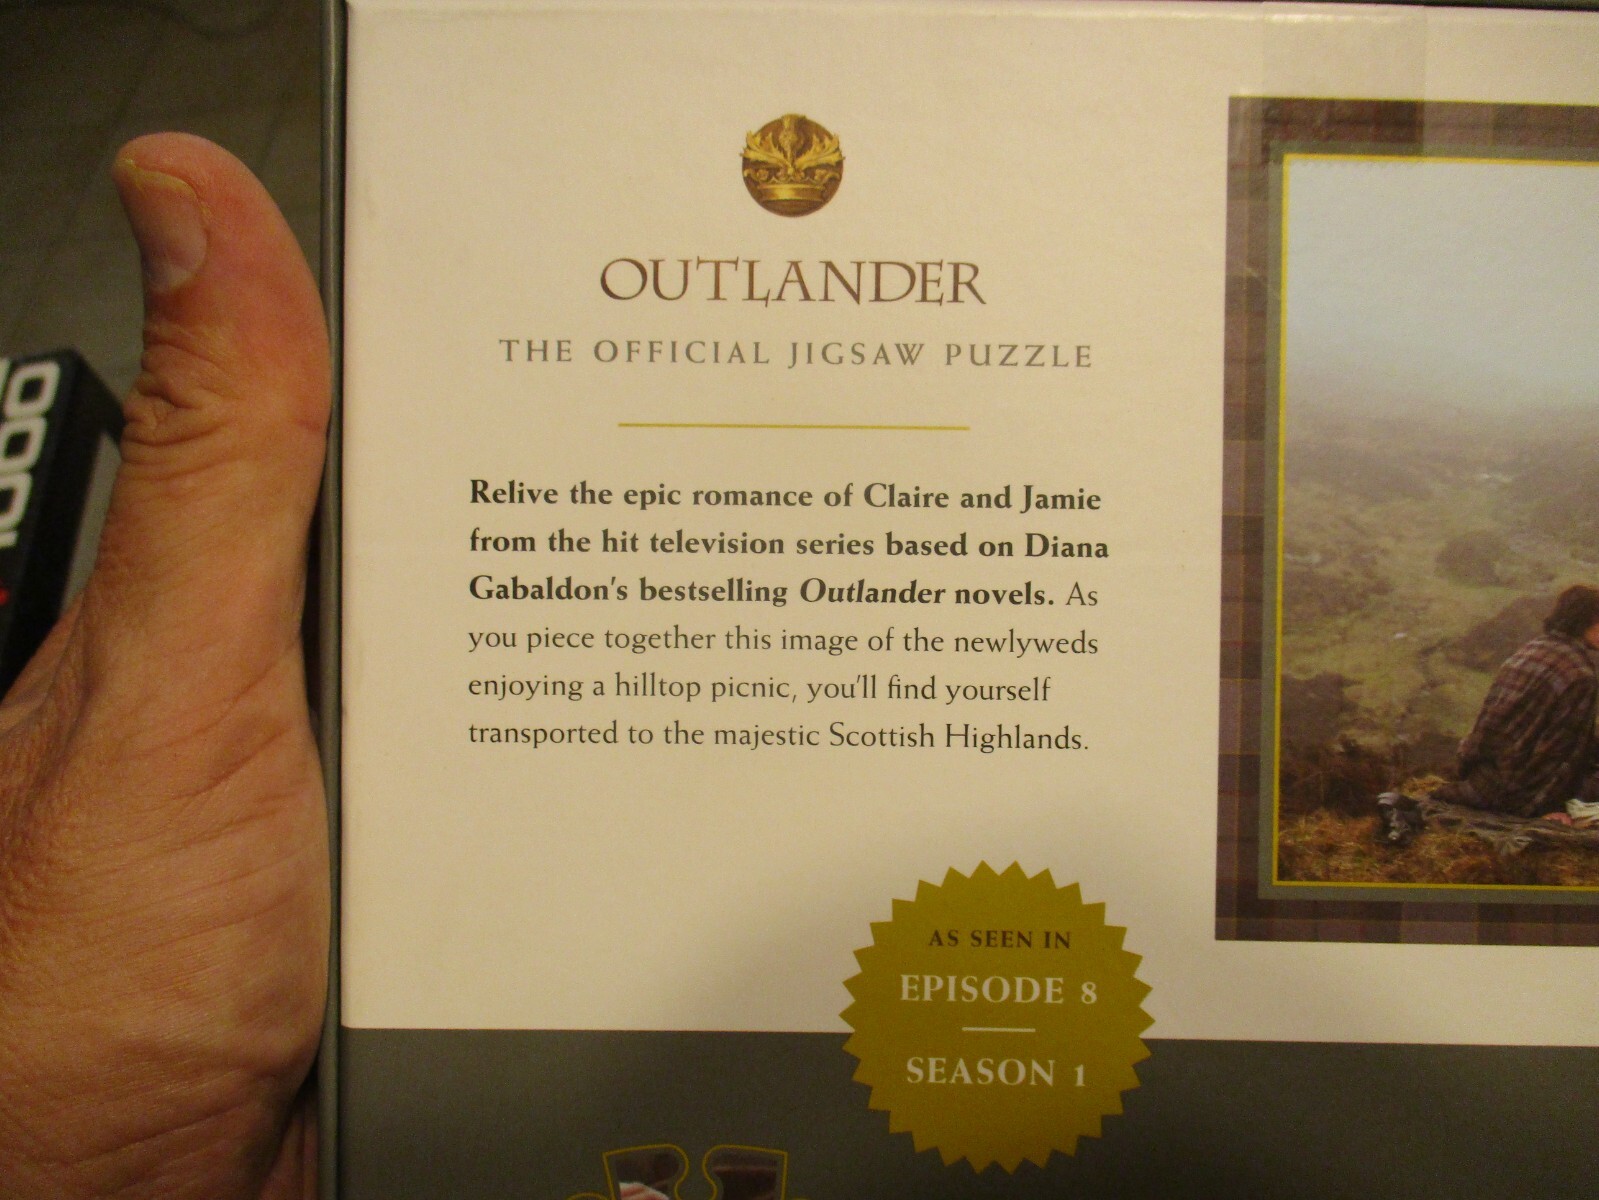 OUTLANDER
THE OFFICIAL JIGSAW PUZZLE
Relive the epic romance of Claire and Jamie
from the hit television series based on Diana
Gabaldon's bestselling Outlander novels. As
you piece together this image of the newlyweds
enjoying a hilltop picnic, you'll find yourself
transported to the majestic Scottish Highlands.
AS SEEN IN
EPISODE 8
SEASON 1